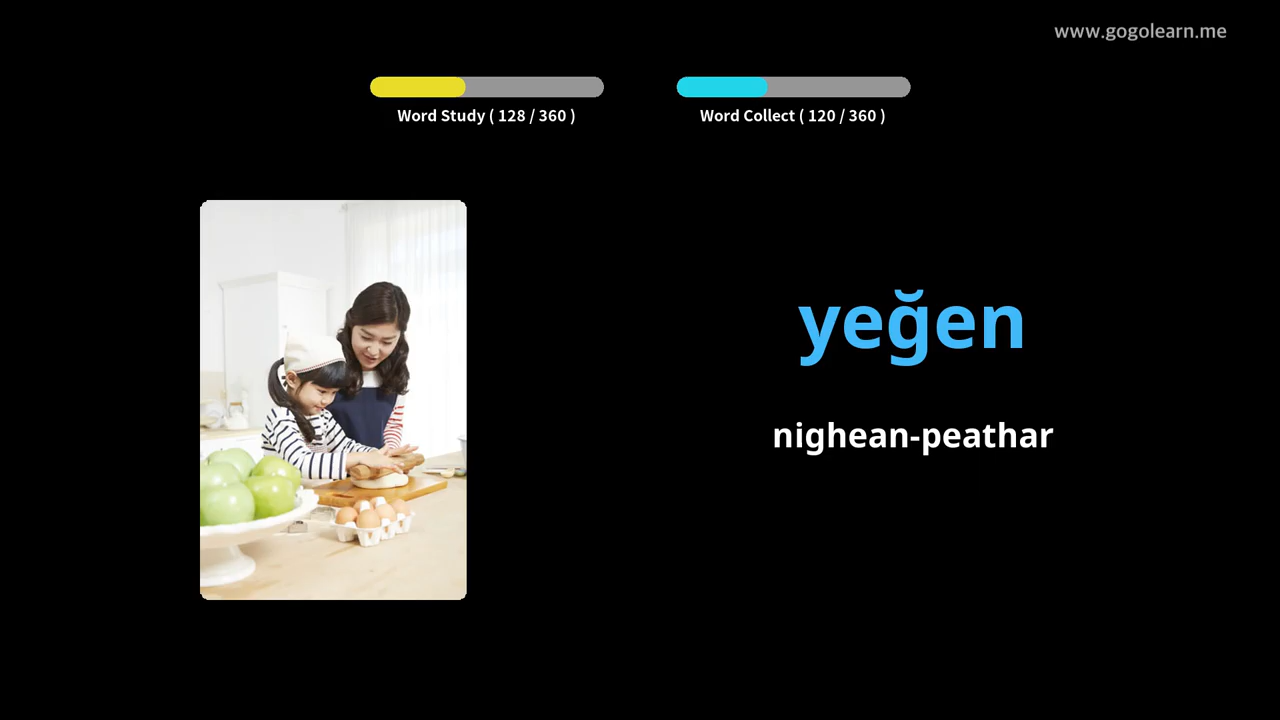 www.gogolearn.me
Word Study ( 128 / 360 )
Word Collect ( 120 / 360 )
yeğen
nighean-peathar